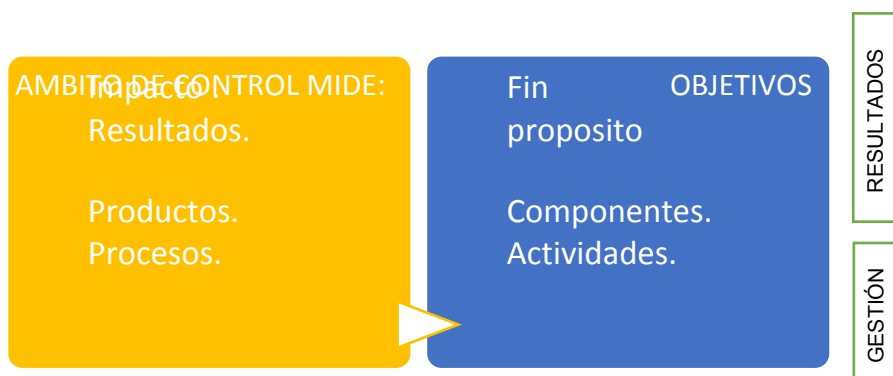 AMBITO DE CONTROL MIDE:
Impacto .
Resultados.
Productos.
Procesos.
OBJETIVOS
Fin
proposito
Componentes.
Actividades.
RESULTADOS
GESTIÓN